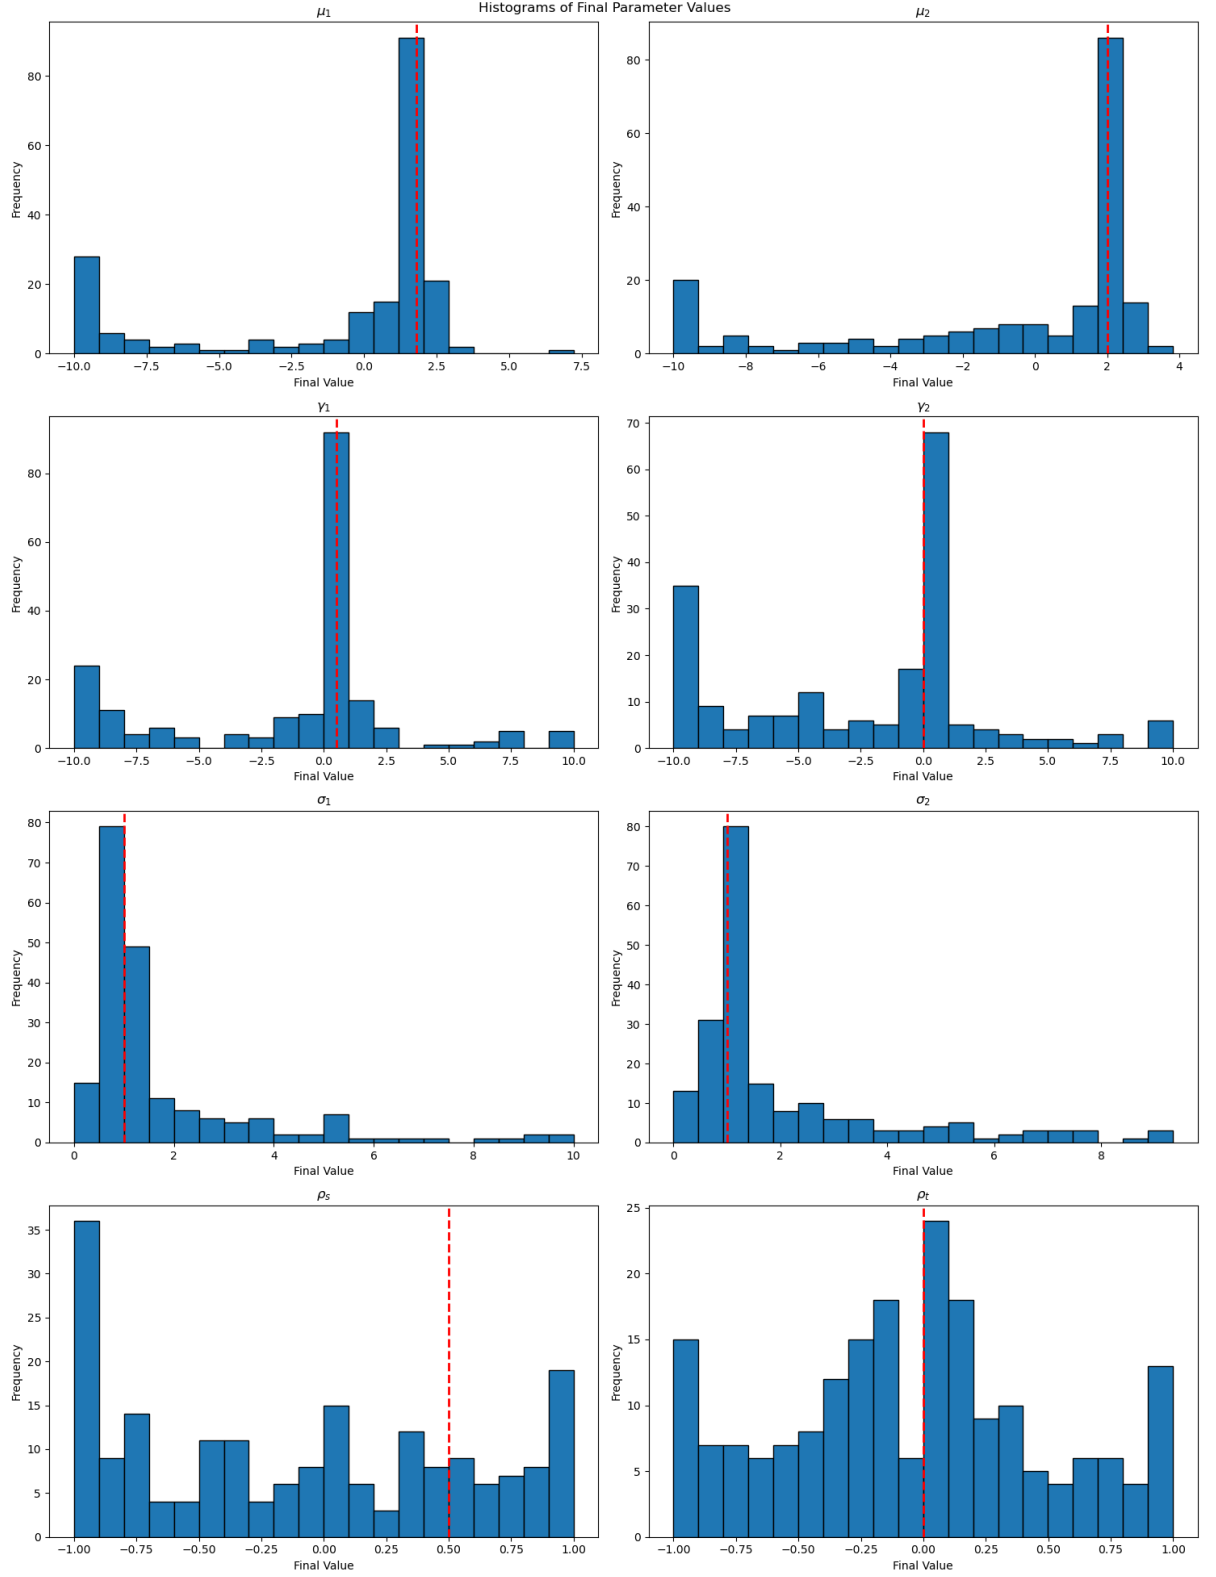 Histograms of Final Parameter Values
μ₁
μ₂
Frequency
80
60
40
20
0
−10.0 −7.5 −5.0 −2.5 0.0 2.5 5.0 7.5
Final Value
Frequency
80
60
40
20
0
−10 −8 −6 −4 −2 0 2 4
Final Value
γ₁
γ₂
Frequency
80
60
40
20
0
−10.0 −7.5 −5.0 −2.5 0.0 2.5 5.0 7.5 10.0
Final Value
Frequency
70
60
50
40
30
20
10
0
−10.0 −7.5 −5.0 −2.5 0.0 2.5 5.0 7.5 10.0
Final Value
σ₁
σ₂
Frequency
80
70
60
50
40
30
20
10
0
0 2 4 6 8 10
Final Value
Frequency
80
70
60
50
40
30
20
10
0
0 2 4 6 8
Final Value
ρₛ
ρₜ
Frequency
35
30
25
20
15
10
5
0
−1.00 −0.75 −0.50 −0.25 0.00 0.25 0.50 0.75 1.00
Final Value
Frequency
25
20
15
10
5
0
−1.00 −0.75 −0.50 −0.25 0.00 0.25 0.50 0.75 1.00
Final Value